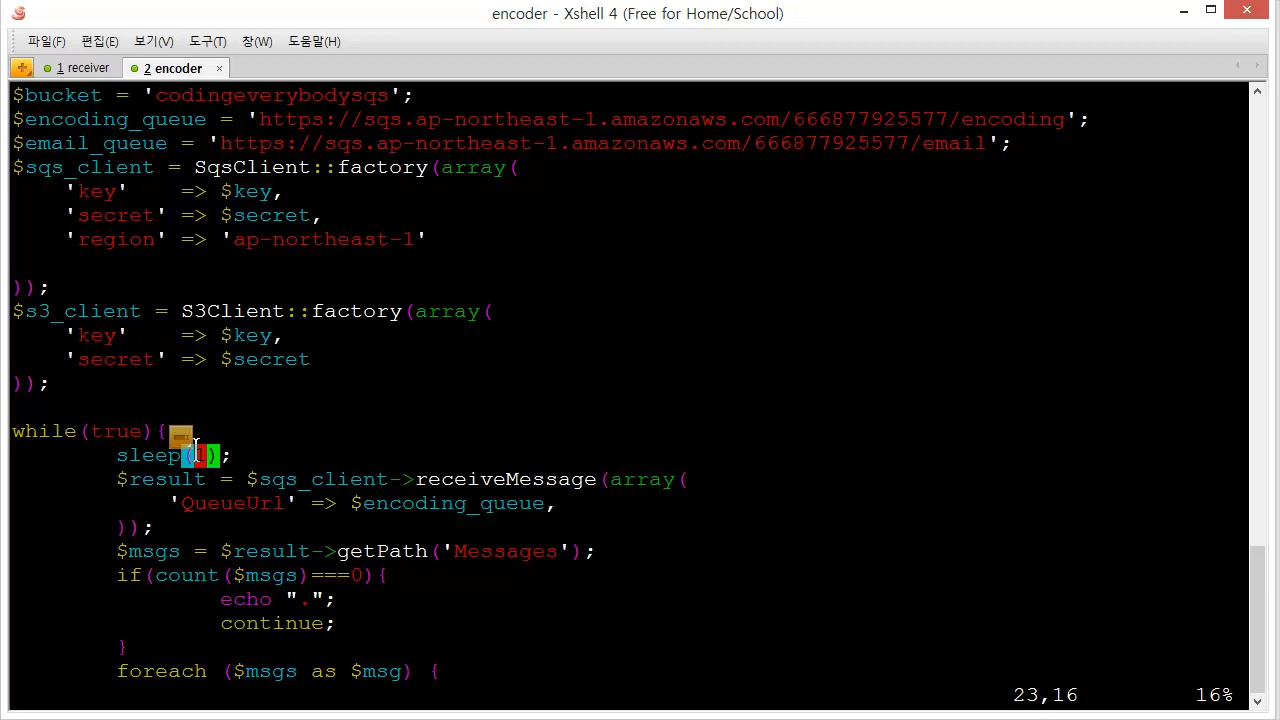 encoder - Xshell 4 (Free for Home/School)
파일(F) 편집(E) 보기(V) 도구(T) 창(W) 도움말(H)
1 receiver 2 encoder ×
$bucket = 'codingeverybodysqs';
$encoding_queue = 'https://sqs.ap-northeast-1.amazonaws.com/666877925577/encoding';
$email_queue = 'https://sqs.ap-northeast-1.amazonaws.com/666877925577/email';
$sqs_client = SqsClient::factory(array(
    'key'    => $key,
    'secret' => $secret,
    'region' => 'ap-northeast-1'
));
$s3_client = S3Client::factory(array(
    'key'    => $key,
    'secret' => $secret
));
while(true){
        sleep(1);
        $result = $sqs_client->receiveMessage(array(
            'QueueUrl' => $encoding_queue,
        ));
        $msgs = $result->getPath('Messages');
        if(count($msgs)===0){
                echo ".";
                continue;
        }
        foreach ($msgs as $msg) {
23,16 16%